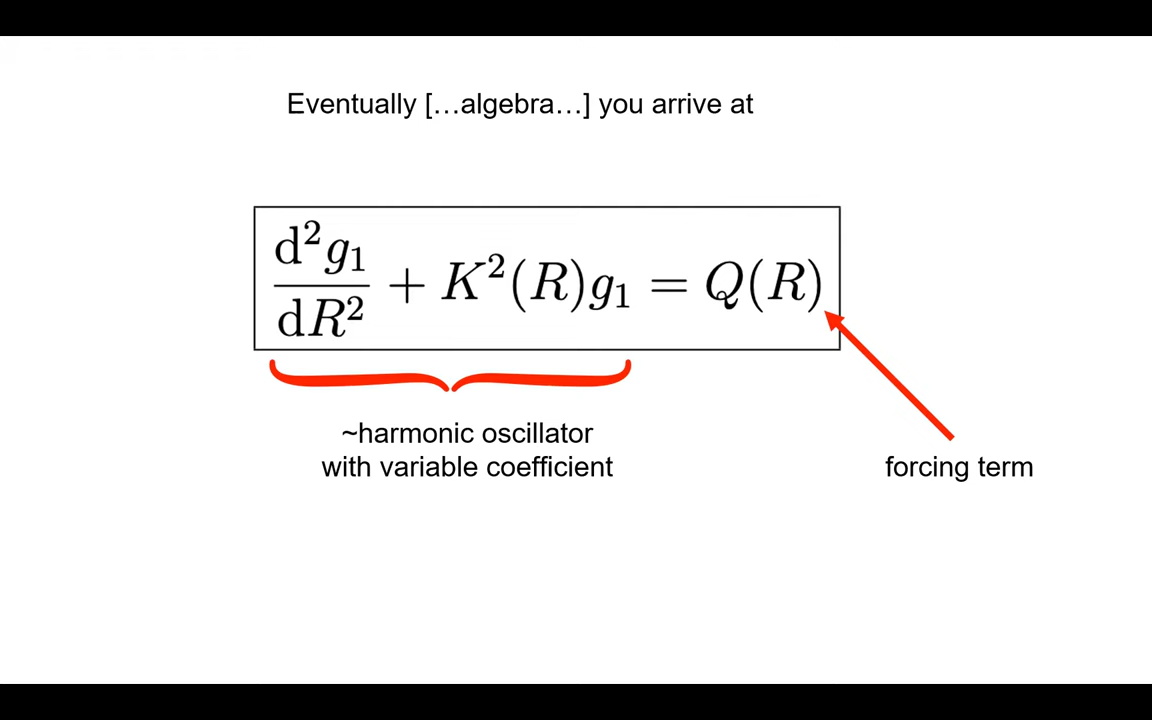 Eventually […algebra…] you arrive at
d²g₁/dR² + K²(R)g₁ = Q(R)
~harmonic oscillator
with variable coefficient
forcing term